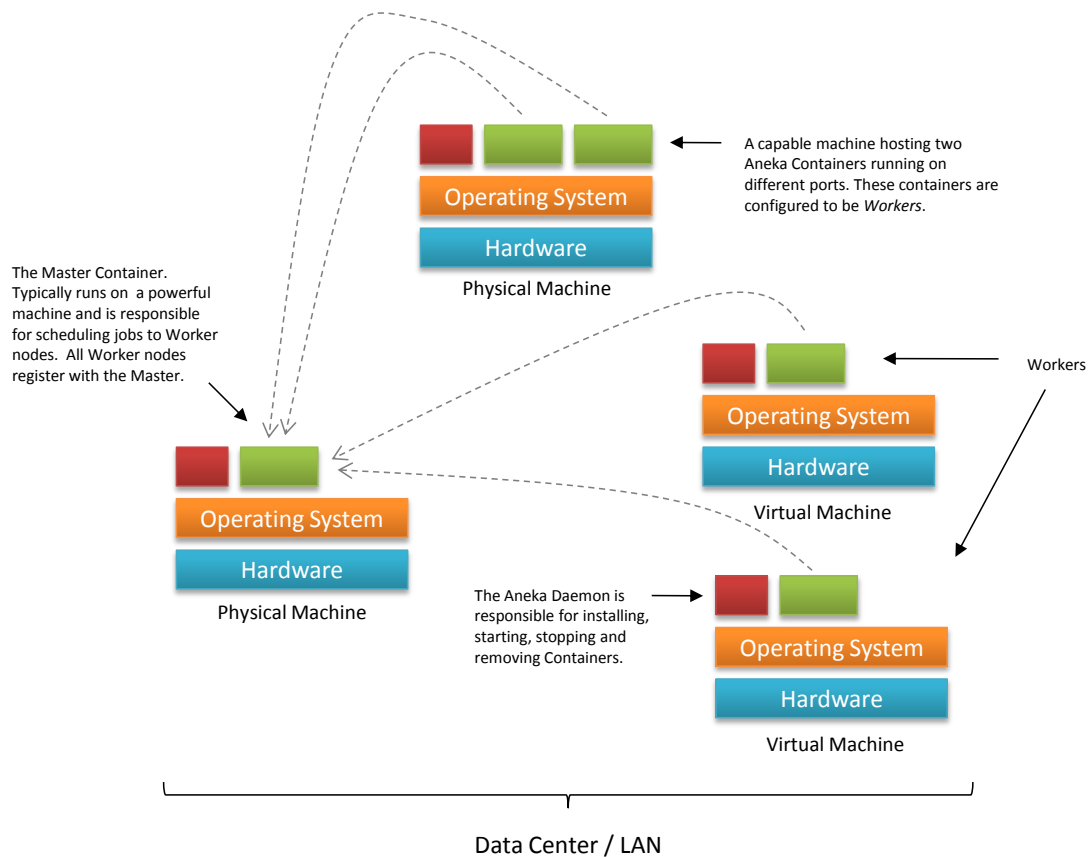 A capable machine hosting two
Aneka Containers running on
different ports. These containers are
configured to be Workers.
Operating System
Hardware
Physical Machine
The Master Container.
Typically runs on a powerful
machine and is responsible
for scheduling jobs to Worker
nodes. All Worker nodes
register with the Master.
Workers
Operating System
Hardware
Virtual Machine
Operating System
Hardware
Physical Machine
The Aneka Daemon is
responsible for installing,
starting, stopping and
removing Containers.
Operating System
Hardware
Virtual Machine
Data Center / LAN